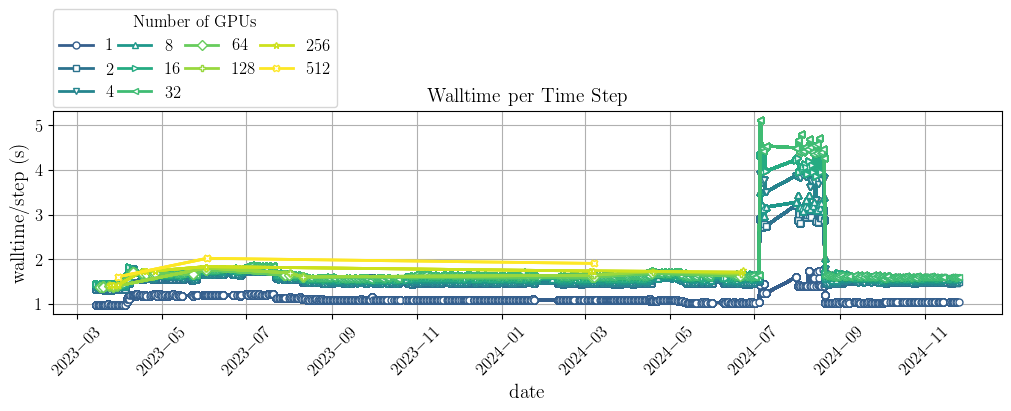 Number of GPUs
1 8 64 256
2 16 128 512
4 32
Walltime per Time Step
walltime/step (s)
5
4
3
2
1
2023−03
2023−05
2023−07
2023−09
2023−11
2024−01
2024−03
2024−05
2024−07
2024−09
2024−11
date